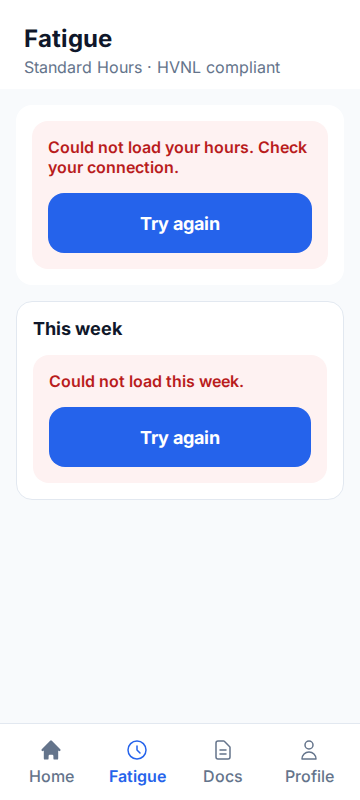 Fatigue
Standard Hours · HVNL compliant
Could not load your hours. Check
your connection.
Try again
This week
Could not load this week.
Try again
Home
Fatigue
Docs
Profile